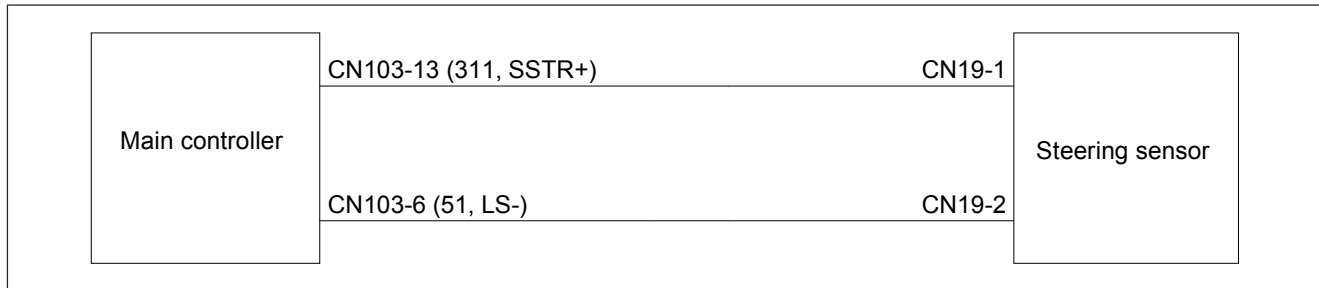 CN103-13 (311, SSTR+) CN19-1
Main controller
Steering sensor
CN103-6 (51, LS-) CN19-2